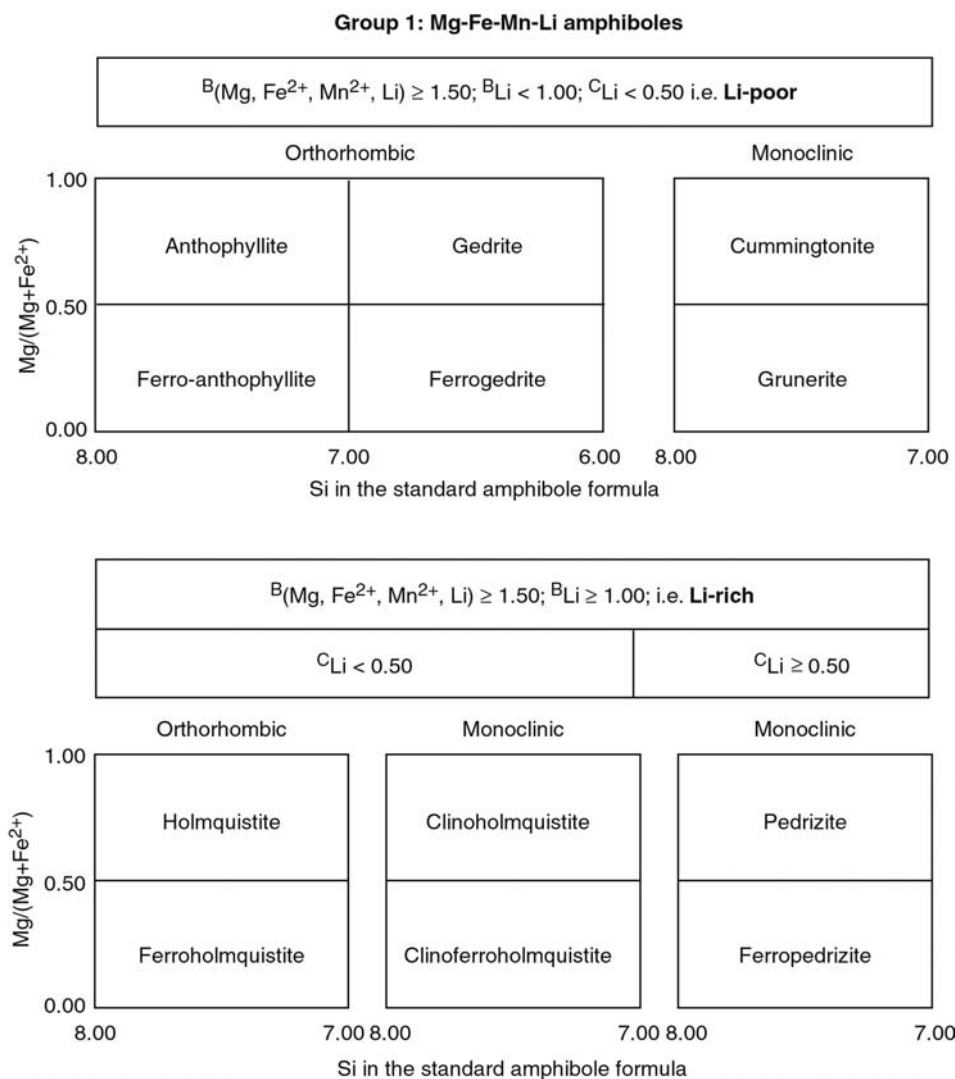 Group 1: Mg-Fe-Mn-Li amphiboles
ᴮ(Mg, Fe²⁺, Mn²⁺, Li) ≥ 1.50; ᴮLi < 1.00; ᶜLi < 0.50 i.e. Li-poor
Orthorhombic Monoclinic
1.00
Anthophyllite Gedrite Cummingtonite
Mg/(Mg+Fe²⁺)
0.50
Ferro-anthophyllite Ferrogedrite Grunerite
0.00
8.00 7.00 6.00 8.00 7.00
Si in the standard amphibole formula
ᴮ(Mg, Fe²⁺, Mn²⁺, Li) ≥ 1.50; ᴮLi ≥ 1.00; i.e. Li-rich
ᶜLi < 0.50 ᶜLi ≥ 0.50
Orthorhombic Monoclinic Monoclinic
1.00
Holmquistite Clinoholmquistite Pedrizite
Mg/(Mg+Fe²⁺)
0.50
Ferroholmquistite Clinoferroholmquistite Ferropedrizite
0.00
8.00 7.00 8.00 7.00 8.00 7.00
Si in the standard amphibole formula